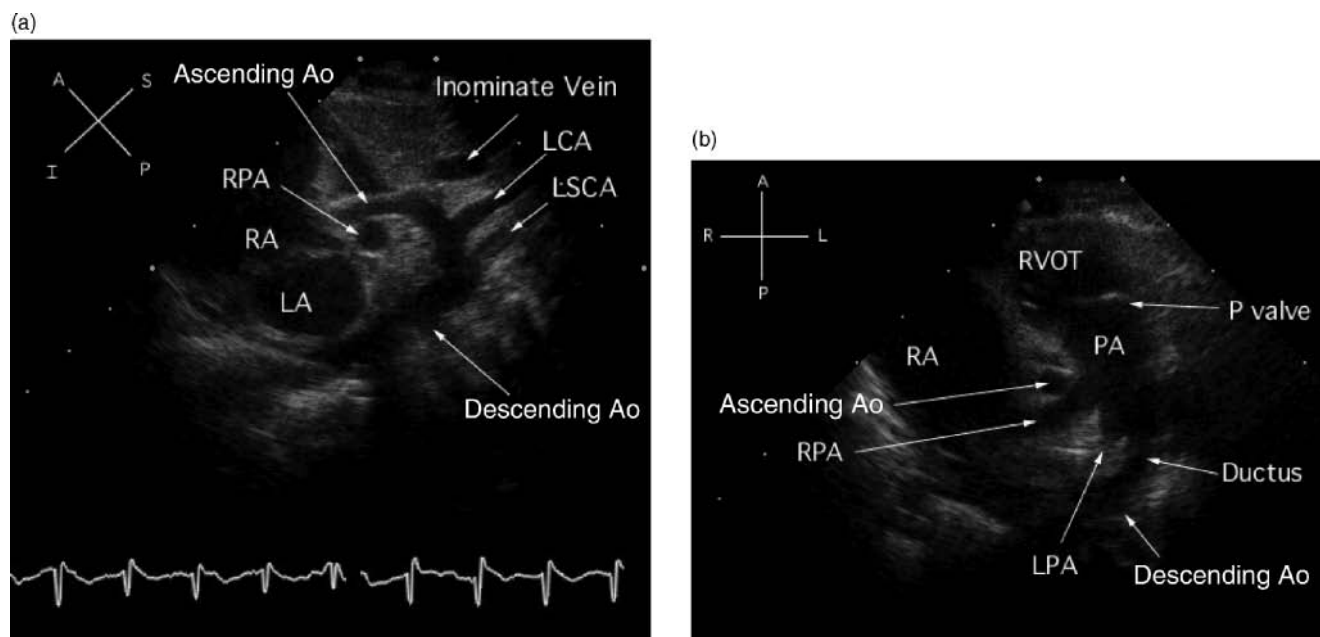 (a)
A
S
I
P
Ascending Ao
Inominate Vein
LCA
RPA
LSCA
RA
LA
Descending Ao
(b)
A
R
L
P
RVOT
P valve
RA
PA
Ascending Ao
RPA
Ductus
LPA
Descending Ao